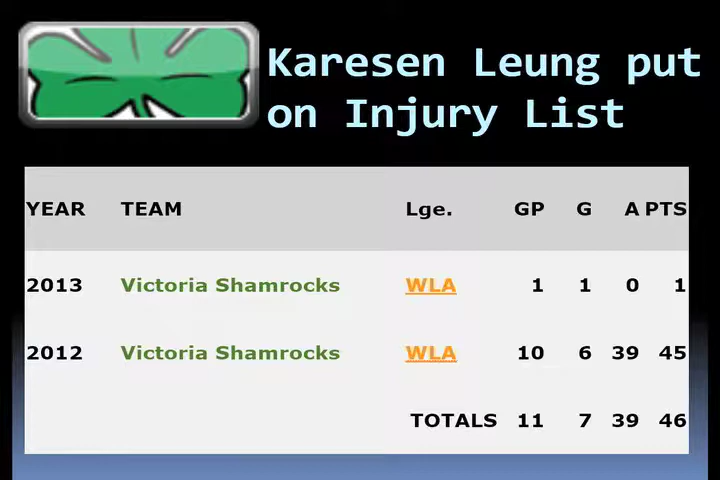 Karesen Leung put
on Injury List
YEAR TEAM Lge. GP G A PTS
2013 Victoria Shamrocks WLA 1 1 0 1
2012 Victoria Shamrocks WLA 10 6 39 45
TOTALS 11 7 39 46